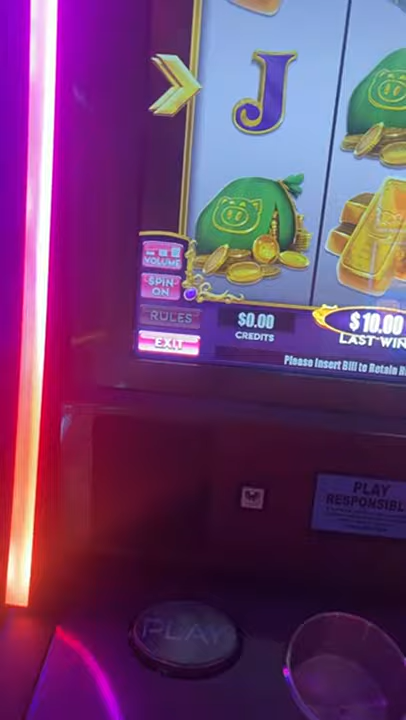 J
VOLUME
SPIN
ON
RULES
EXIT
$0.00
CREDITS
$10.00
LAST WIN
Please Insert Bill to Retain
PLAY
RESPONSIBL
PLAY